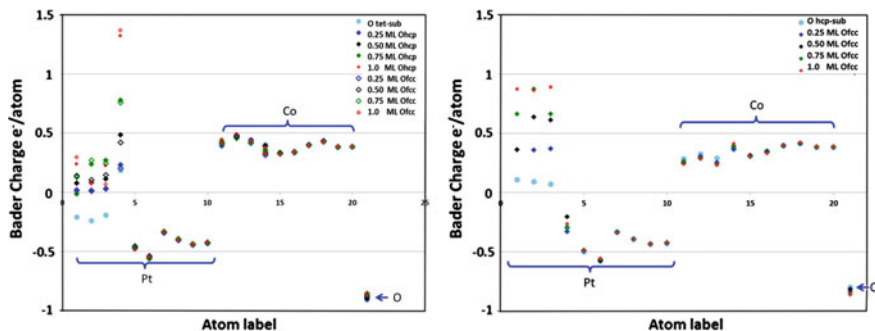 Bader Charge e⁻/atom
1.5
1
0.5
0
-0.5
-1
0 5 10 15 20 25
Atom label
O tet-sub
0.25 ML Ohcp
0.50 ML Ohcp
0.75 ML Ohcp
1.0 ML Ohcp
0.25 ML Ofcc
0.50 ML Ofcc
0.75 ML Ofcc
1.0 ML Ofcc
Co
Pt
O
Bader Charge e⁻/atom
1.5
1
0.5
0
-0.5
-1
0 5 10 15 20
Atom label
O hcp-sub
0.25 ML Ofcc
0.50 ML Ofcc
0.75 ML Ofcc
1.0 ML Ofcc
Co
Pt
O